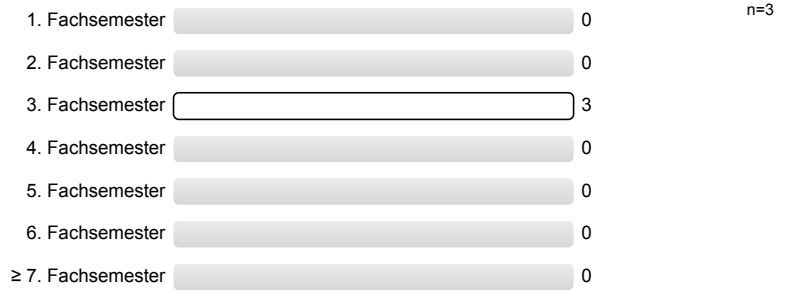 n=3
1. Fachsemester 0
2. Fachsemester 0
3. Fachsemester 3
4. Fachsemester 0
5. Fachsemester 0
6. Fachsemester 0
≥ 7. Fachsemester 0